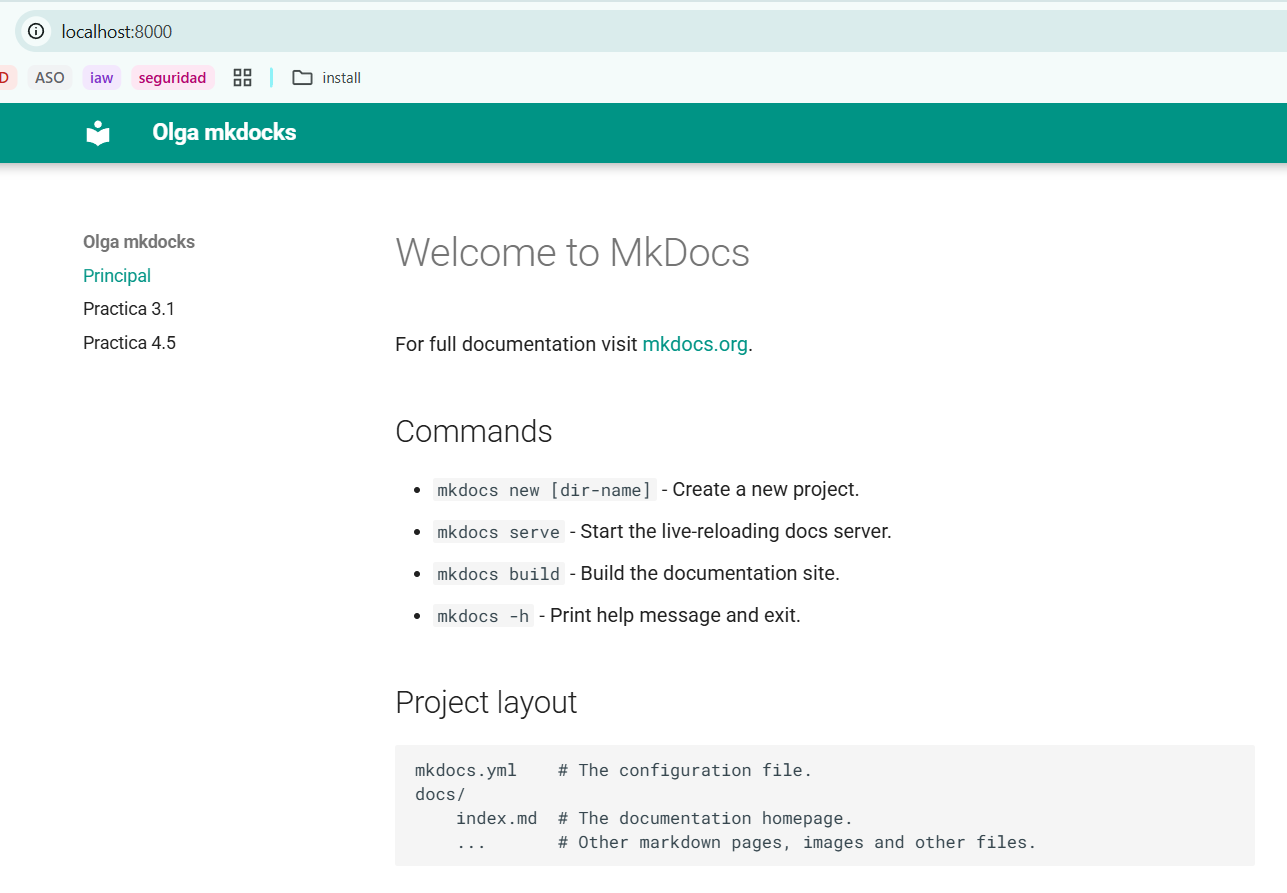 localhost:8000
D ASO iaw seguridad install
Olga mkdocks
Olga mkdocks
Principal
Practica 3.1
Practica 4.5
Welcome to MkDocs
For full documentation visit mkdocs.org.
Commands
mkdocs new [dir-name] - Create a new project.
mkdocs serve - Start the live-reloading docs server.
mkdocs build - Build the documentation site.
mkdocs -h - Print help message and exit.
Project layout
mkdocs.yml    # The configuration file.
docs/
    index.md  # The documentation homepage.
    ...       # Other markdown pages, images and other files.